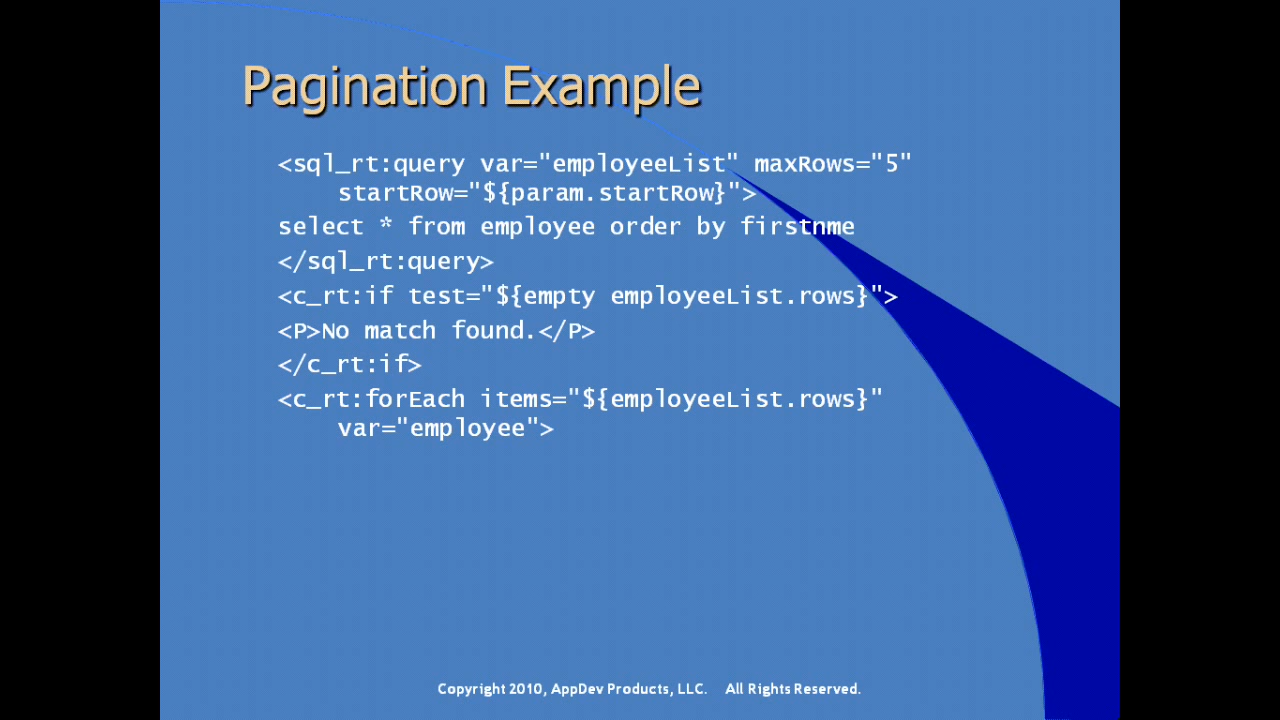 Pagination Example
<sql_rt:query var="employeeList" maxRows="5"
startRow="${param.startRow}">
select * from employee order by firstnme
</sql_rt:query>
<c_rt:if test="${empty employeeList.rows}">
<P>No match found.</P>
</c_rt:if>
<c_rt:forEach items="${employeeList.rows}"
var="employee">
Copyright 2010, AppDev Products, LLC. All Rights Reserved.